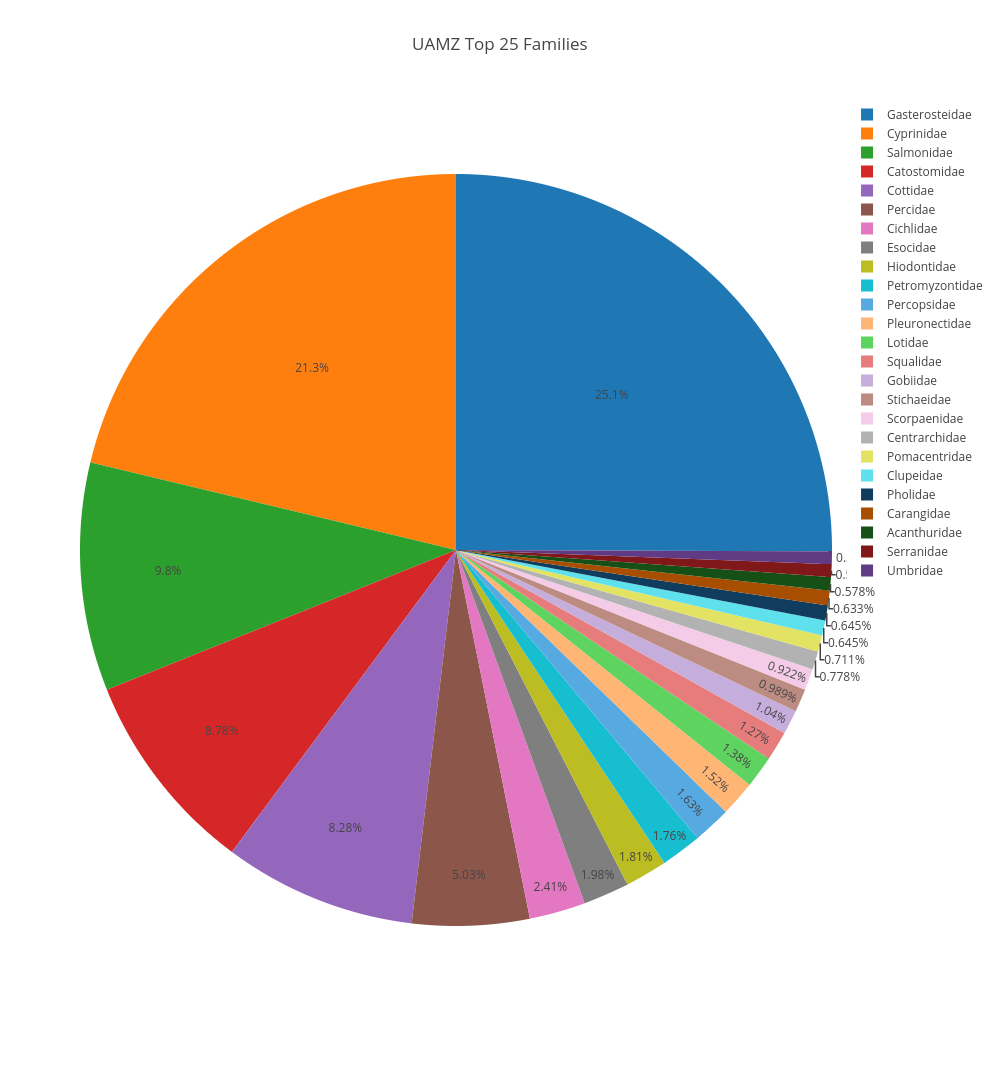 UAMZ Top 25 Families
Gasterosteidae
Cyprinidae
Salmonidae
Catostomidae
Cottidae
Percidae
Cichlidae
Esocidae
Hiodontidae
Petromyzontidae
Percopsidae
Pleuronectidae
Lotidae
Squalidae
Gobiidae
Stichaeidae
Scorpaenidae
Centrarchidae
Pomacentridae
Clupeidae
Pholidae
Carangidae
Acanthuridae
Serranidae
Umbridae
25.1%
21.3%
9.8%
8.78%
8.28%
5.03%
2.41%
1.98%
1.81%
1.76%
1.63%
1.52%
1.38%
1.27%
1.04%
0.989%
0.922%
0.778%
0.711%
0.645%
0.645%
0.633%
0.578%